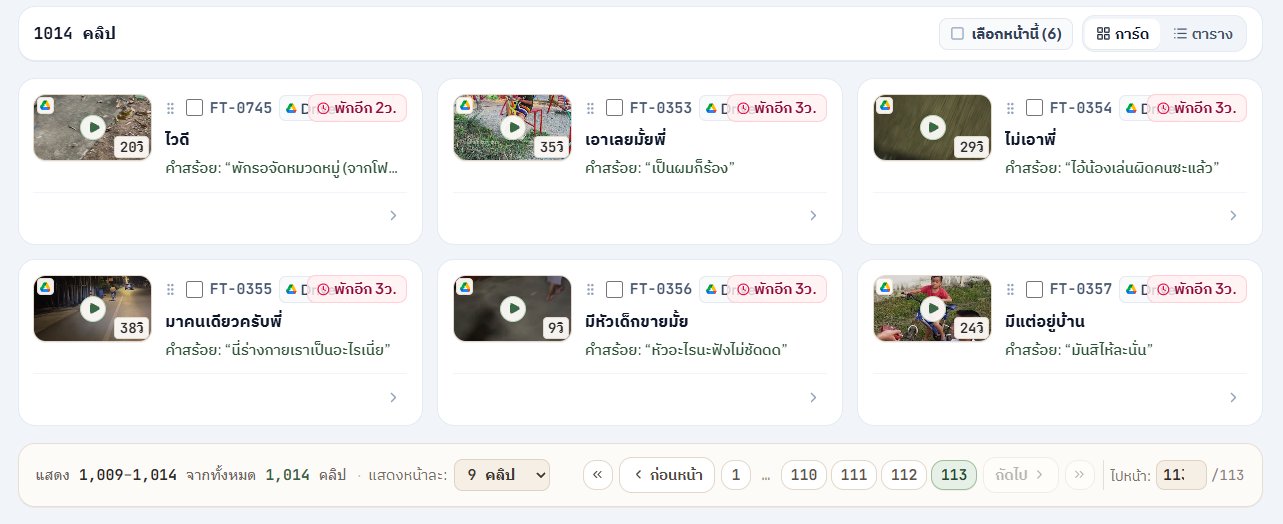 1014 คลิป
เลือกหน้านี้ (6)
การ์ด
ตาราง
FT-0745
พักอีก 2ว.
20วิ
ไวดี
คำสร้อย: “พักรอจัดหมวดหมู่ (จากโฟ…
FT-0353
พักอีก 3ว.
35วิ
เอาเลยมั้ยพี่
คำสร้อย: “เป็นผมก็ร้อง”
FT-0354
พักอีก 3ว.
29วิ
ไม่เอาพี่
คำสร้อย: “ไอ้น้องเล่นผิดคนซะแล้ว”
FT-0355
พักอีก 3ว.
38วิ
มาคนเดียวครับพี่
คำสร้อย: “นี่ร่างกายเราเป็นอะไรเนี่ย”
FT-0356
พักอีก 3ว.
9วิ
มีหัวเด็กขายมั้ย
คำสร้อย: “หัวอะไรนะฟังไม่ชัดดด”
FT-0357
พักอีก 3ว.
24วิ
มีแต่อยู่บ้าน
คำสร้อย: “มันสิไห้ละนั่น”
แสดง 1,009–1,014 จากทั้งหมด 1,014 คลิป · แสดงหน้าละ: 9 คลิป
« ‹ ก่อนหน้า 1 … 110 111 112 113 ถัดไป › » ไปหน้า: /113